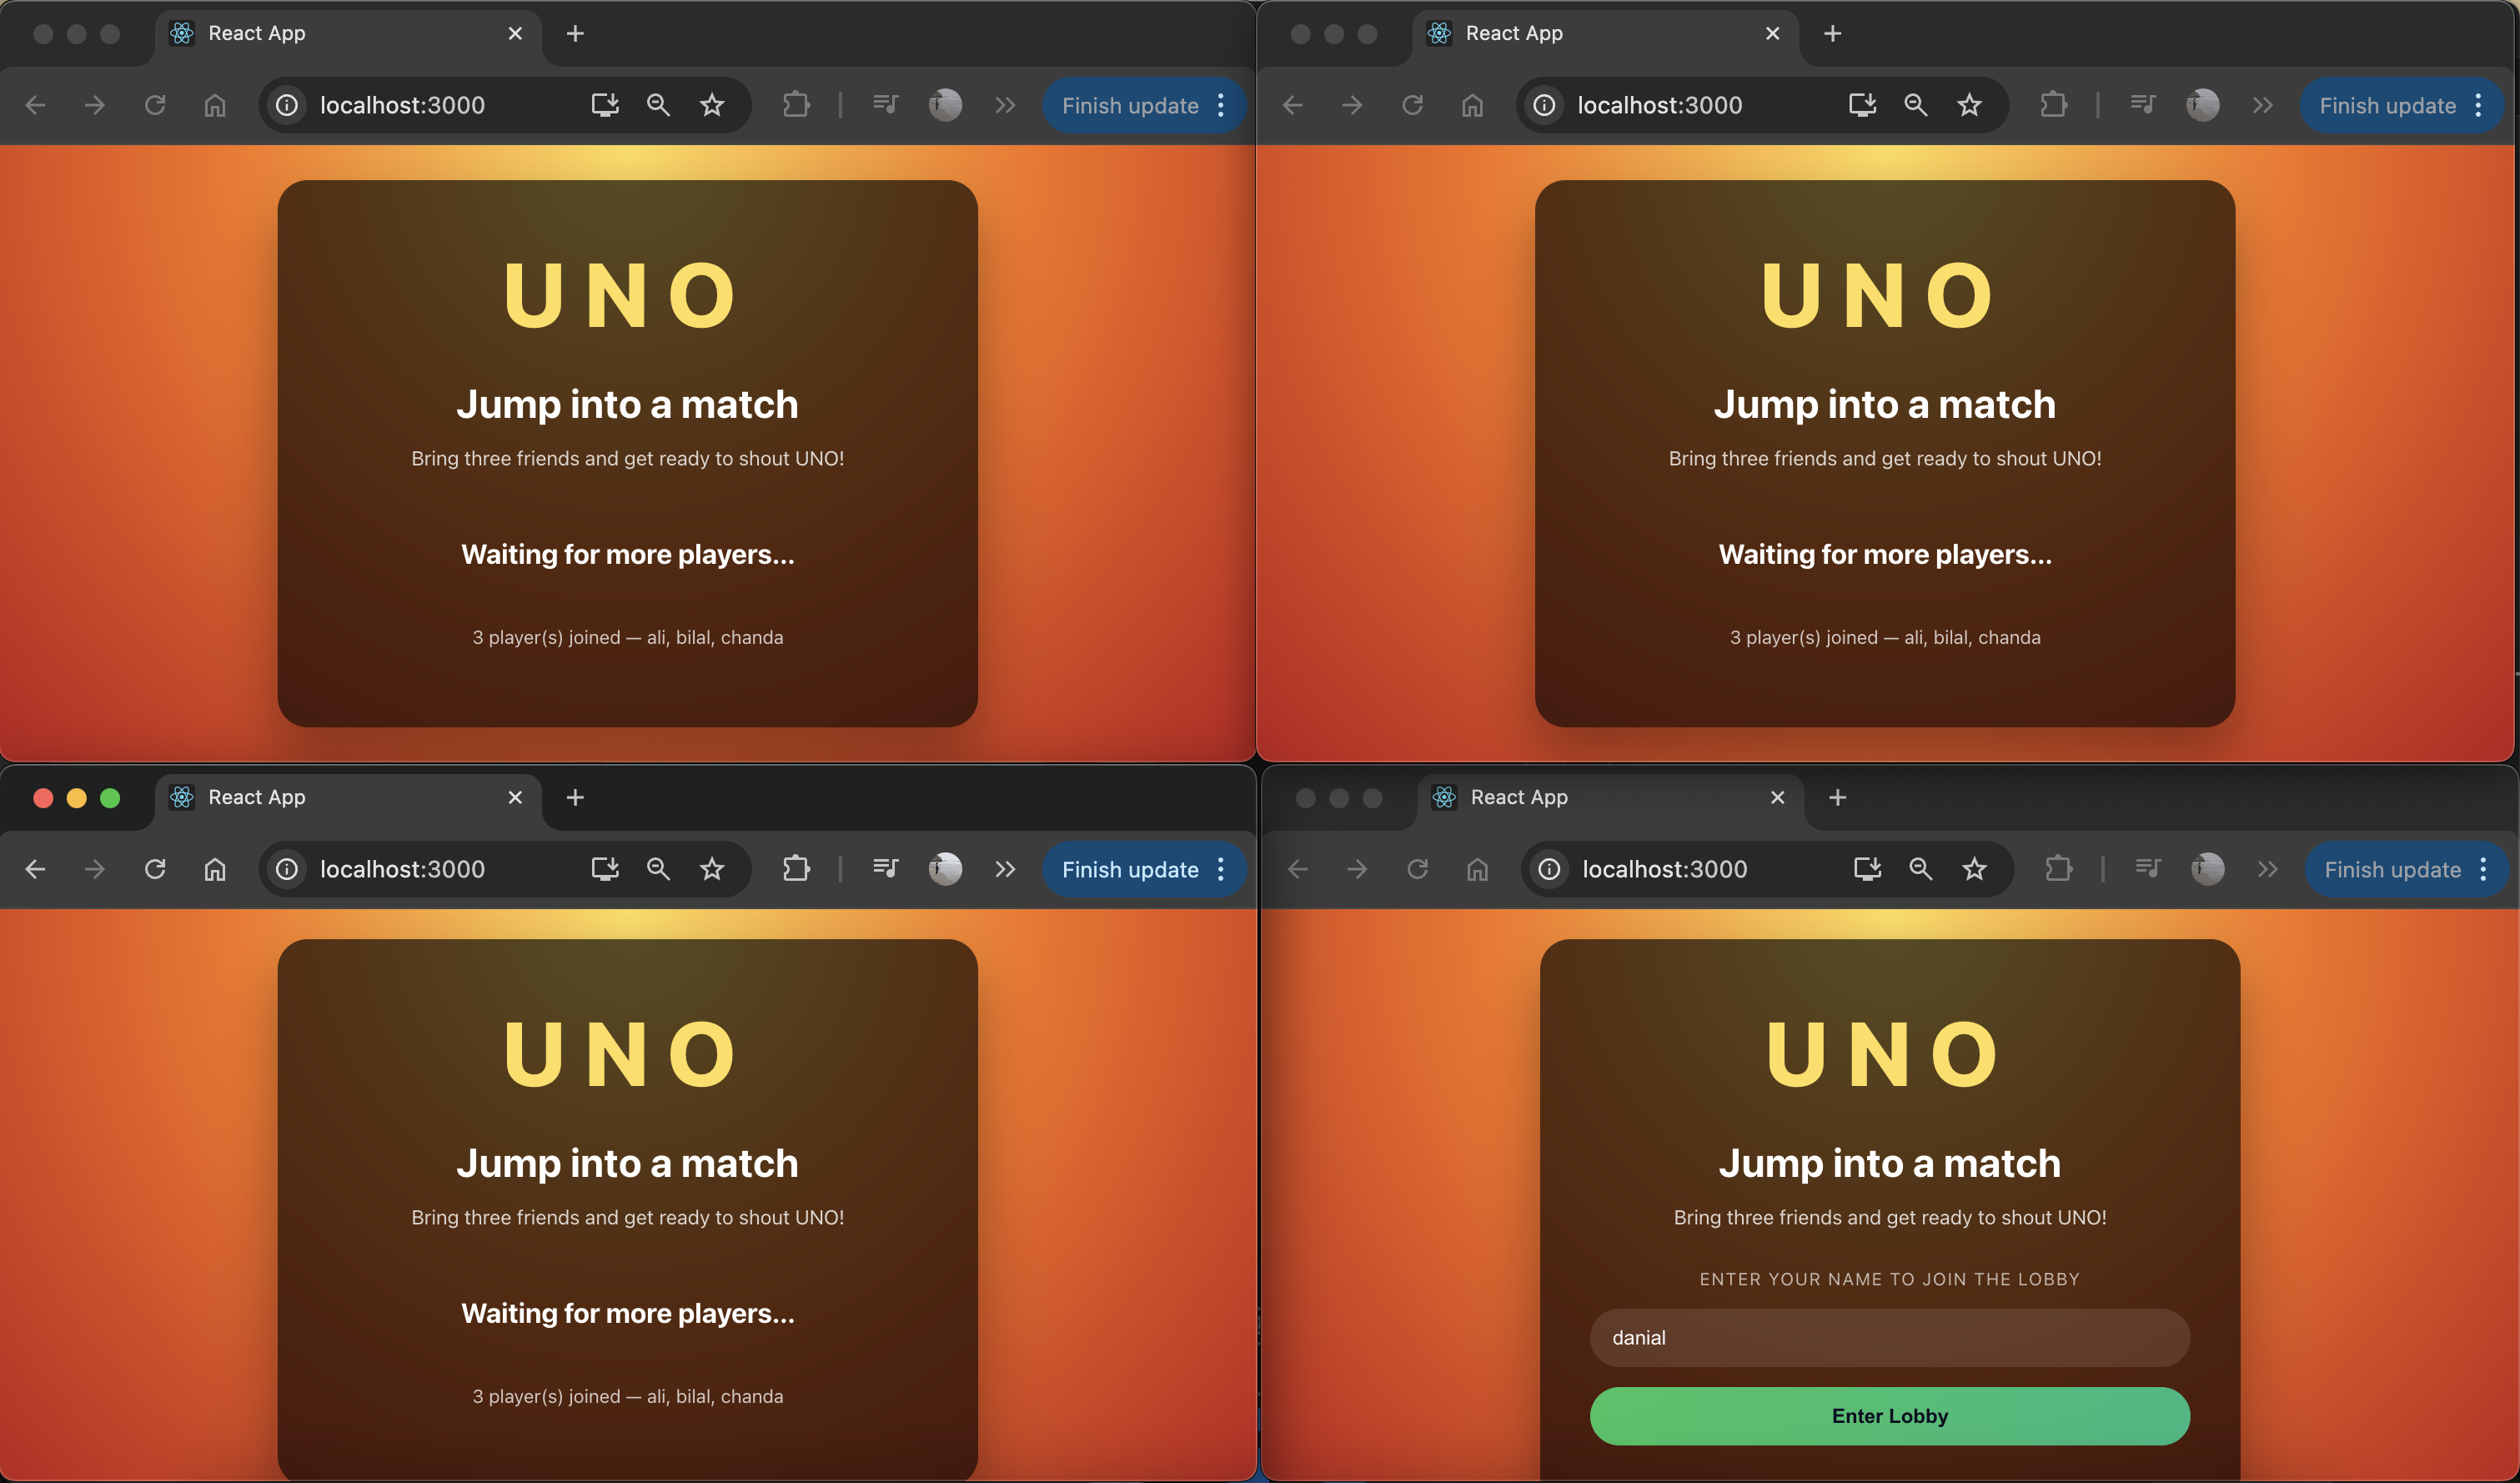 React App
localhost:3000
Finish update
UNO
Jump into a match
Bring three friends and get ready to shout UNO!
Waiting for more players...
3 player(s) joined — ali, bilal, chanda
React App
localhost:3000
Finish update
UNO
Jump into a match
Bring three friends and get ready to shout UNO!
Waiting for more players...
3 player(s) joined — ali, bilal, chanda
React App
localhost:3000
Finish update
UNO
Jump into a match
Bring three friends and get ready to shout UNO!
Waiting for more players...
3 player(s) joined — ali, bilal, chanda
React App
localhost:3000
Finish update
UNO
Jump into a match
Bring three friends and get ready to shout UNO!
ENTER YOUR NAME TO JOIN THE LOBBY
danial
Enter Lobby